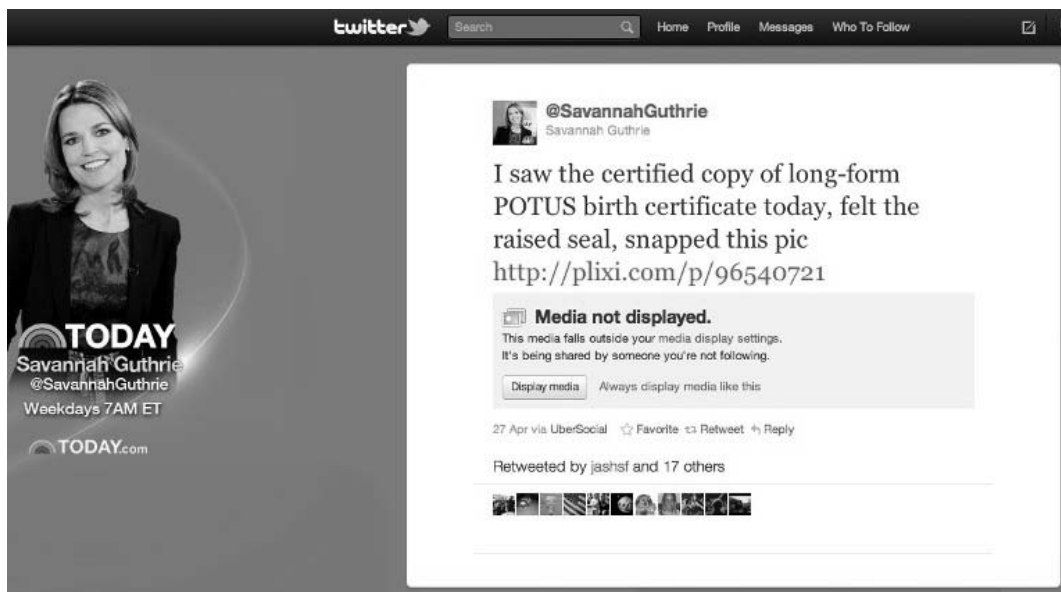 twitter
Search
Home Profile Messages Who To Follow
TODAY
Savannah Guthrie
@SavannahGuthrie
Weekdays 7AM ET
TODAY.com
@SavannahGuthrie
Savannah Guthrie
I saw the certified copy of long-form
POTUS birth certificate today, felt the
raised seal, snapped this pic
http://plixi.com/p/96540721
Media not displayed.
This media falls outside your media display settings.
It's being shared by someone you're not following.
Display media Always display media like this
27 Apr via UberSocial Favorite Retweet Reply
Retweeted by jashsf and 17 others